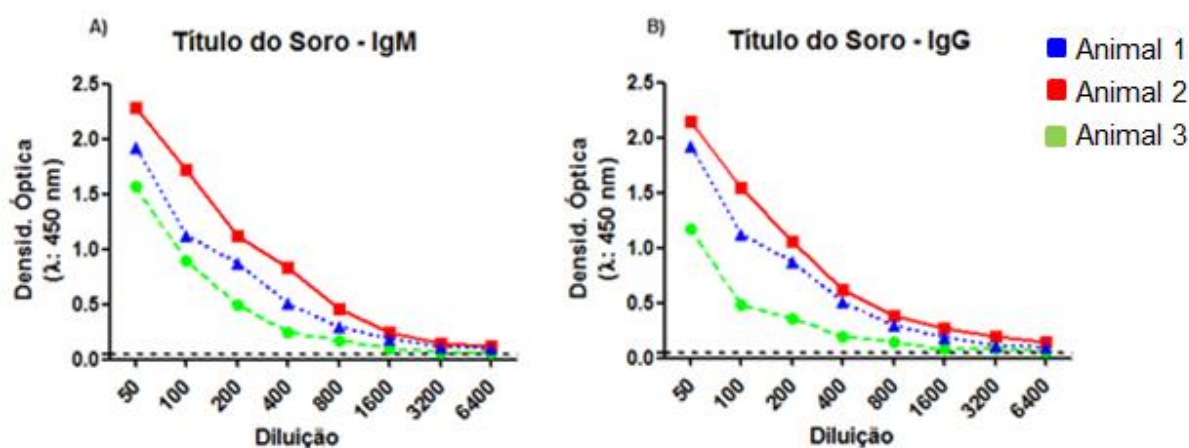 A)
Título do Soro - IgM
Densid. Óptica
(λ: 450 nm)
2.5
2.0
1.5
1.0
0.5
0.0
50
100
200
400
800
1600
3200
6400
Diluição
B)
Título do Soro - IgG
Densid. Óptica
(λ: 450 nm)
2.5
2.0
1.5
1.0
0.5
0.0
50
100
200
400
800
1600
3200
6400
Diluição
Animal 1
Animal 2
Animal 3